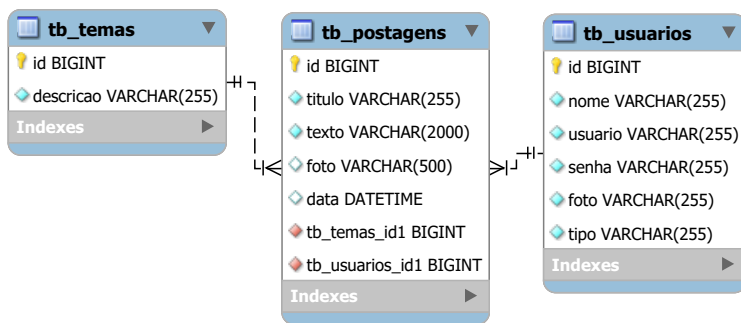 tb_temas
id BIGINT
descricao VARCHAR(255)
Indexes
tb_postagens
id BIGINT
titulo VARCHAR(255)
texto VARCHAR(2000)
foto VARCHAR(500)
data DATETIME
tb_temas_id1 BIGINT
tb_usuarios_id1 BIGINT
Indexes
tb_usuarios
id BIGINT
nome VARCHAR(255)
usuario VARCHAR(255)
senha VARCHAR(255)
foto VARCHAR(255)
tipo VARCHAR(255)
Indexes